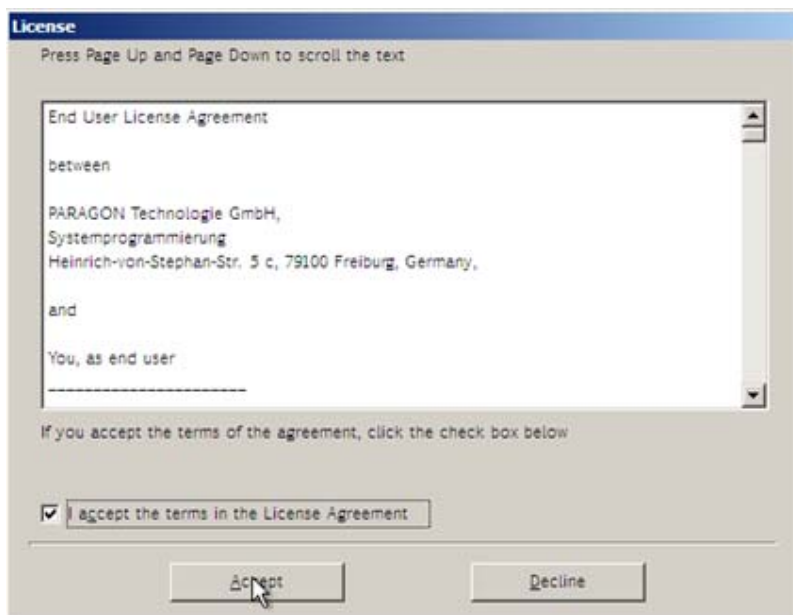 License
Press Page Up and Page Down to scroll the text
End User License Agreement
between
PARAGON Technologie GmbH,
Systemprogrammierung
Heinrich-von-Stephan-Str. 5 c, 79100 Freiburg, Germany,
and
You, as end user
-----------------------
If you accept the terms of the agreement, click the check box below
I accept the terms in the License Agreement
Accept
Decline